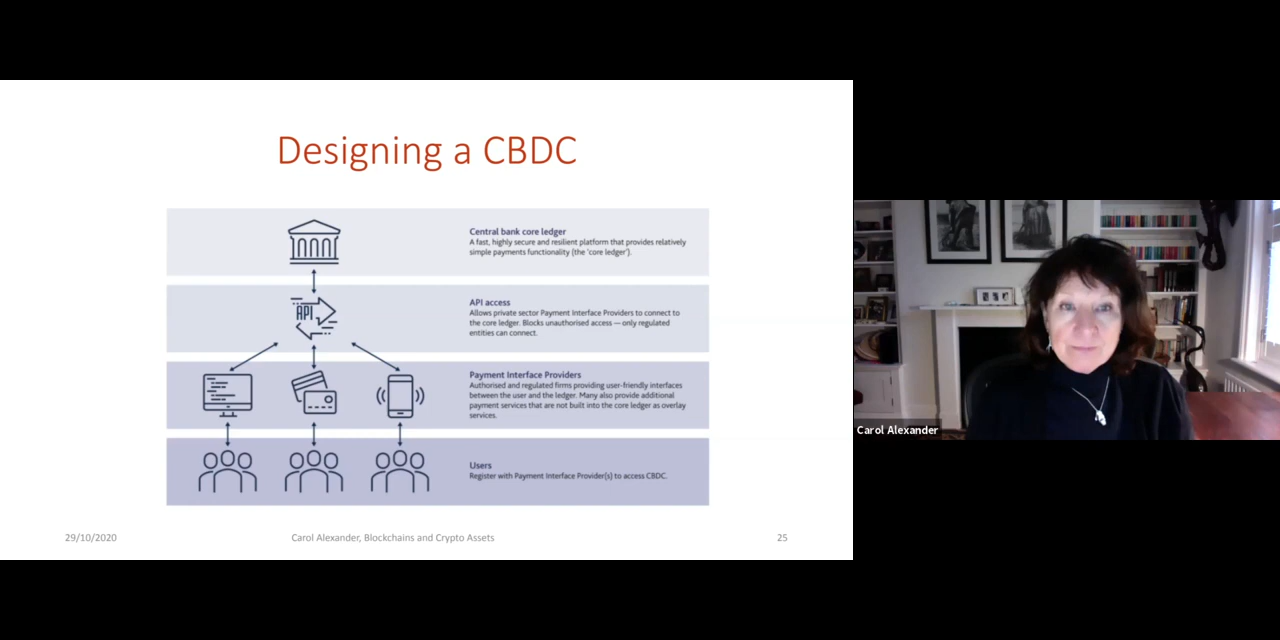 Designing a CBDC
Central bank core ledger
A fast, highly secure and resilient platform that provides relatively
simple payments functionality (the 'core ledger').
API
API access
Allows private sector Payment Interface Providers to connect to
the core ledger. Blocks unauthorised access — only regulated
entities can connect.
Payment Interface Providers
Authorised and regulated firms providing user-friendly interfaces
between the user and the ledger. Many also provide additional
payment services that are not built into the core ledger as overlay
services.
Users
Register with Payment Interface Provider(s) to access CBDC.
29/10/2020
Carol Alexander, Blockchains and Crypto Assets
25
Carol Alexander